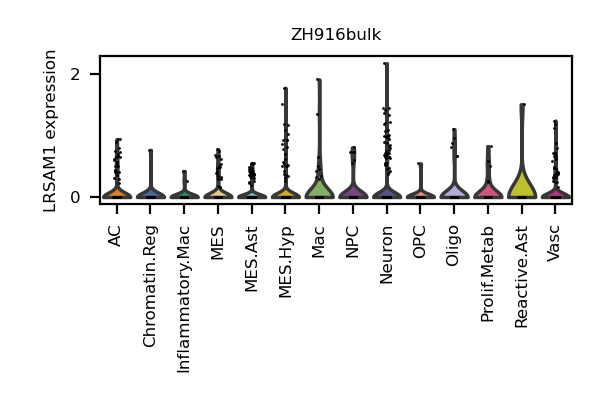 ZH916bulk
LRSAM1 expression
2
0
AC
Chromatin.Reg
Inflammatory.Mac
MES
MES.Ast
MES.Hyp
Mac
NPC
Neuron
OPC
Oligo
Prolif.Metab
Reactive.Ast
Vasc